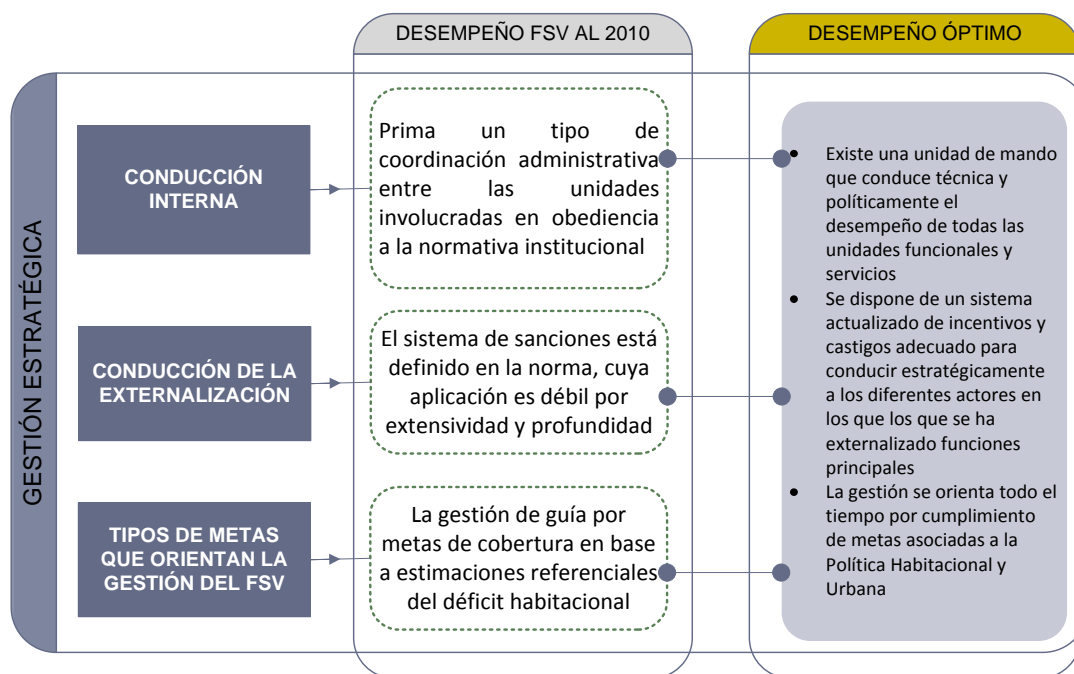 DESEMPEÑO FSV AL 2010
DESEMPEÑO ÓPTIMO
GESTIÓN ESTRATÉGICA
CONDUCCIÓN
INTERNA
Prima un tipo de
coordinación administrativa
entre las unidades
involucradas en obediencia
a la normativa institucional
CONDUCCIÓN DE LA
EXTERNALIZACIÓN
El sistema de sanciones está
definido en la norma, cuya
aplicación es débil por
extensividad y profundidad
TIPOS DE METAS
QUE ORIENTAN LA
GESTIÓN DEL FSV
La gestión de guía por
metas de cobertura en base
a estimaciones referenciales
del déficit habitacional
• Existe una unidad de mando
que conduce técnica y
políticamente el
desempeño de todas las
unidades funcionales y
servicios
• Se dispone de un sistema
actualizado de incentivos y
castigos adecuado para
conducir estratégicamente
a los diferentes actores en
los que los que se ha
externalizado funciones
principales
• La gestión se orienta todo el
tiempo por cumplimiento
de metas asociadas a la
Política Habitacional y
Urbana